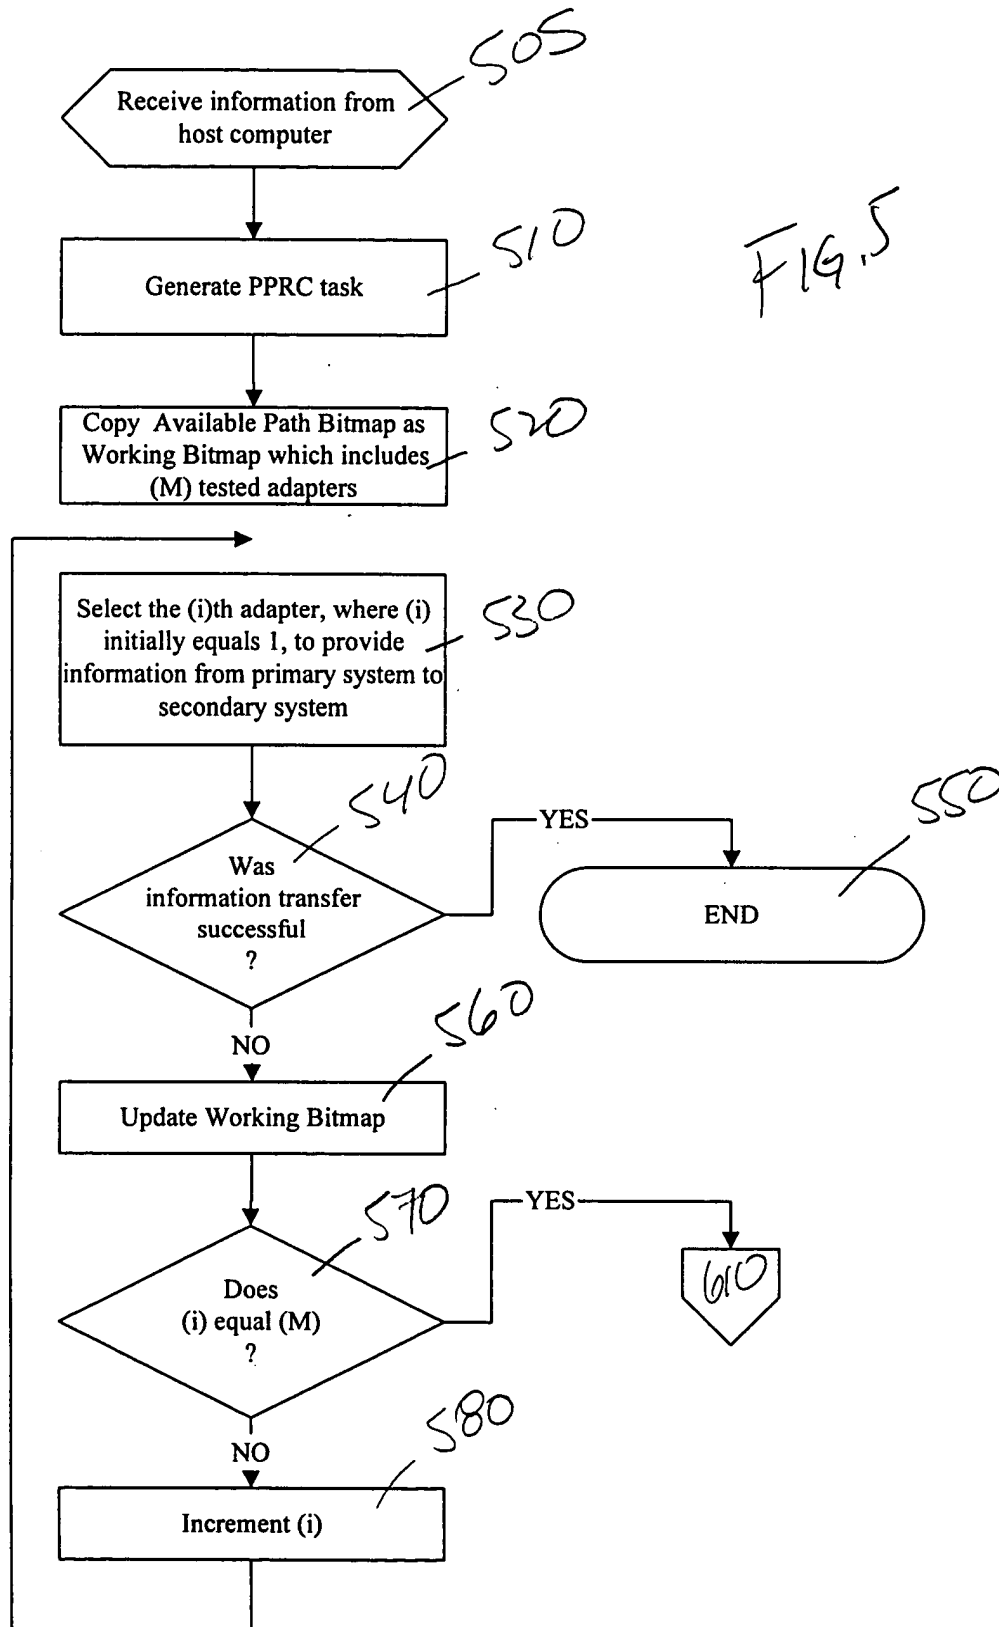 505
Receive information from
host computer
510
Generate PPRC task
FIG.5
520
Copy Available Path Bitmap as
Working Bitmap which includes
(M) tested adapters
530
Select the (i)th adapter, where (i)
initially equals 1, to provide
information from primary system to
secondary system
540
YES
550
Was
information transfer
successful
?
END
NO
560
Update Working Bitmap
570
YES
Does
(i) equal (M)
?
610
NO
580
Increment (i)